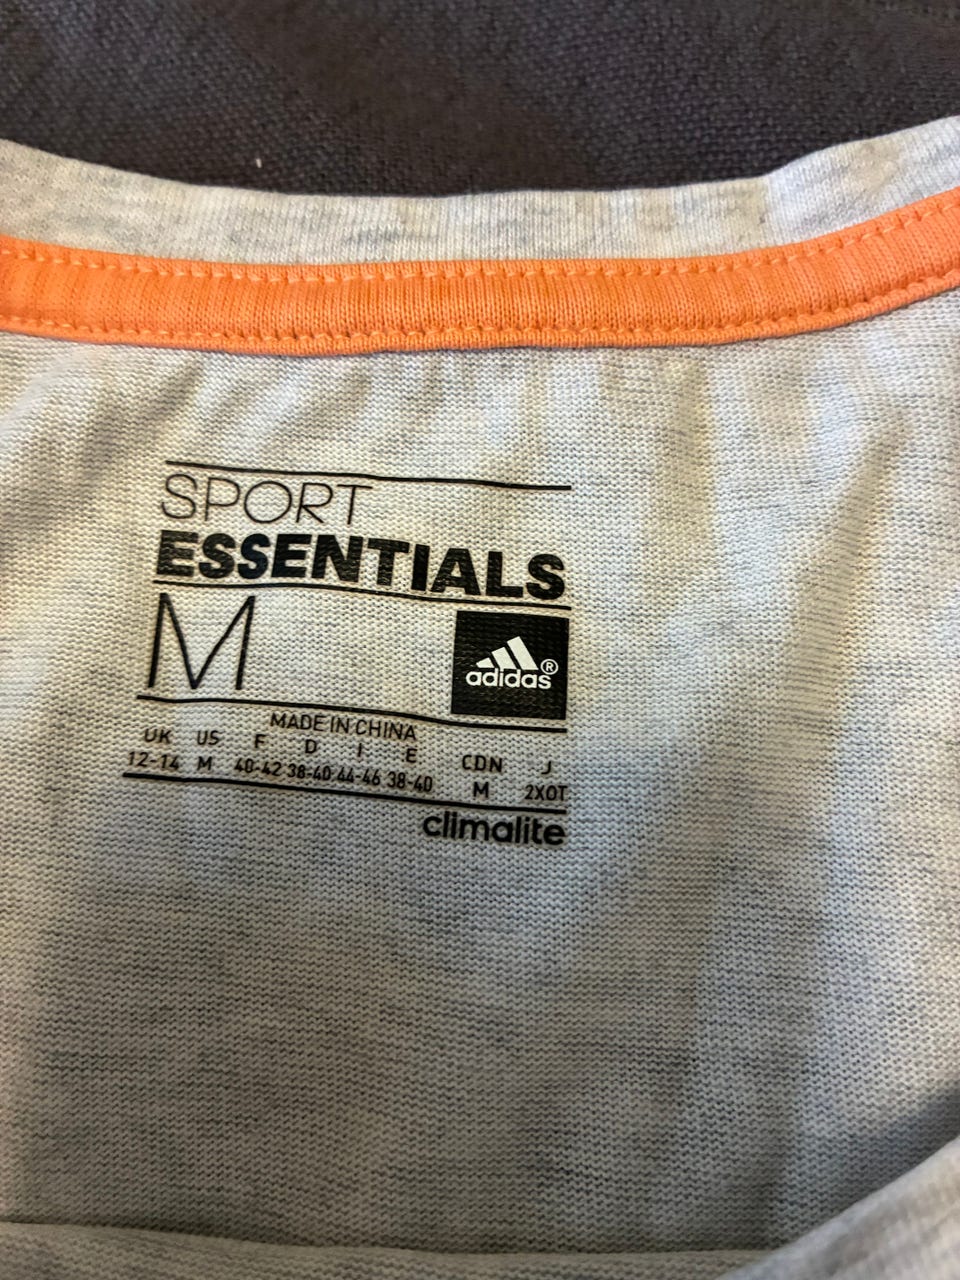 SPORT
ESSENTIALS
M
adidas®
MADE IN CHINA
UK US F D I E CDN J
12-14 M 40-42 38-40 44-46 38-40 M 2XOT
climalite